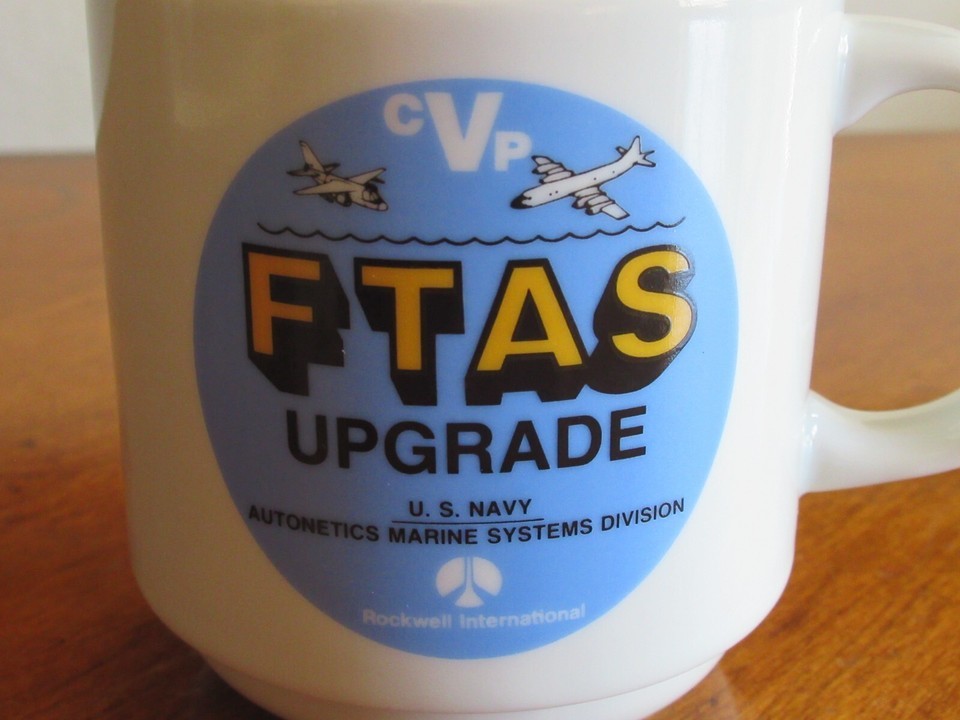 CVP
FTAS
UPGRADE
U. S. NAVY
AUTONETICS MARINE SYSTEMS DIVISION
Rockwell International